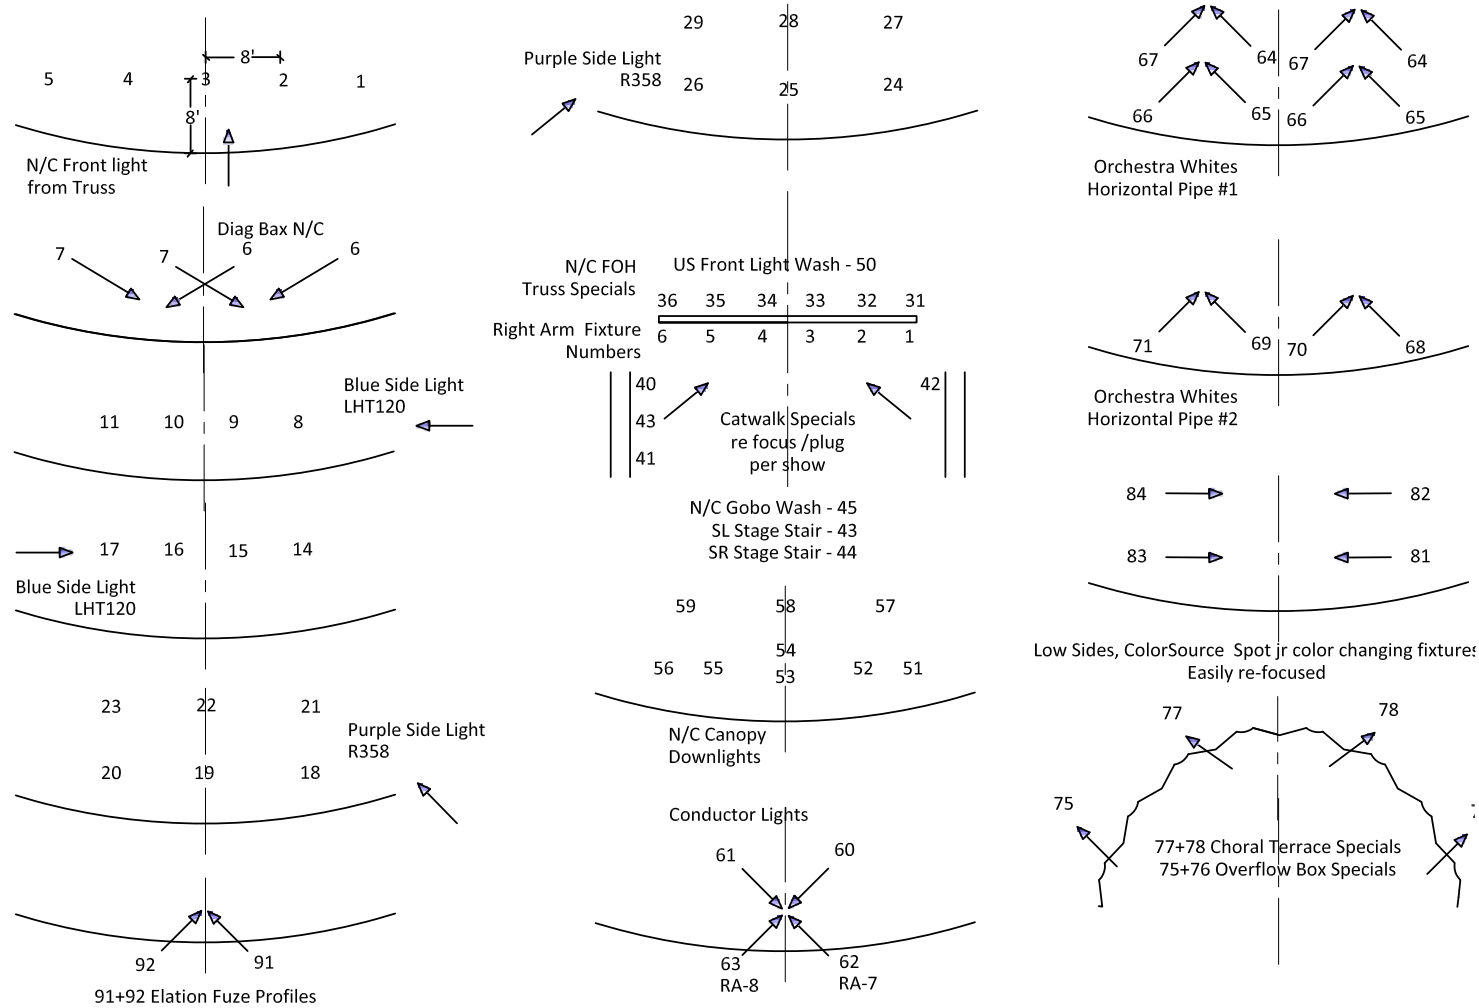 8'
5 4 3 2 1
8'
N/C Front light
from Truss
Diag Bax N/C
7 7 6 6
Blue Side Light
LHT120
11 10 9 8
17 16 15 14
Blue Side Light
LHT120
23 22 21
Purple Side Light
R358
20 19 18
92 91
91+92 Elation Fuze Profiles
29 28 27
Purple Side Light
R358
26 25 24
N/C FOH
Truss Specials
US Front Light Wash - 50
36 35 34 33 32 31
Right Arm  Fixture
Numbers
6 5 4 3 2 1
40 42
43
41
Catwalk Specials
re focus /plug
per show
N/C Gobo Wash - 45
SL Stage Stair - 43
SR Stage Stair - 44
59 58 57
54
56 55 53 52 51
N/C Canopy
Downlights
Conductor Lights
61 60
63 62
RA-8 RA-7
67 64 67 64
66 65 66 65
Orchestra Whites
Horizontal Pipe #1
71 69 70 68
Orchestra Whites
Horizontal Pipe #2
84 82
83 81
Low Sides, ColorSource  Spot jr color changing fixtures
Easily re-focused
77 78
75
77+78 Choral Terrace Specials
75+76 Overflow Box Specials